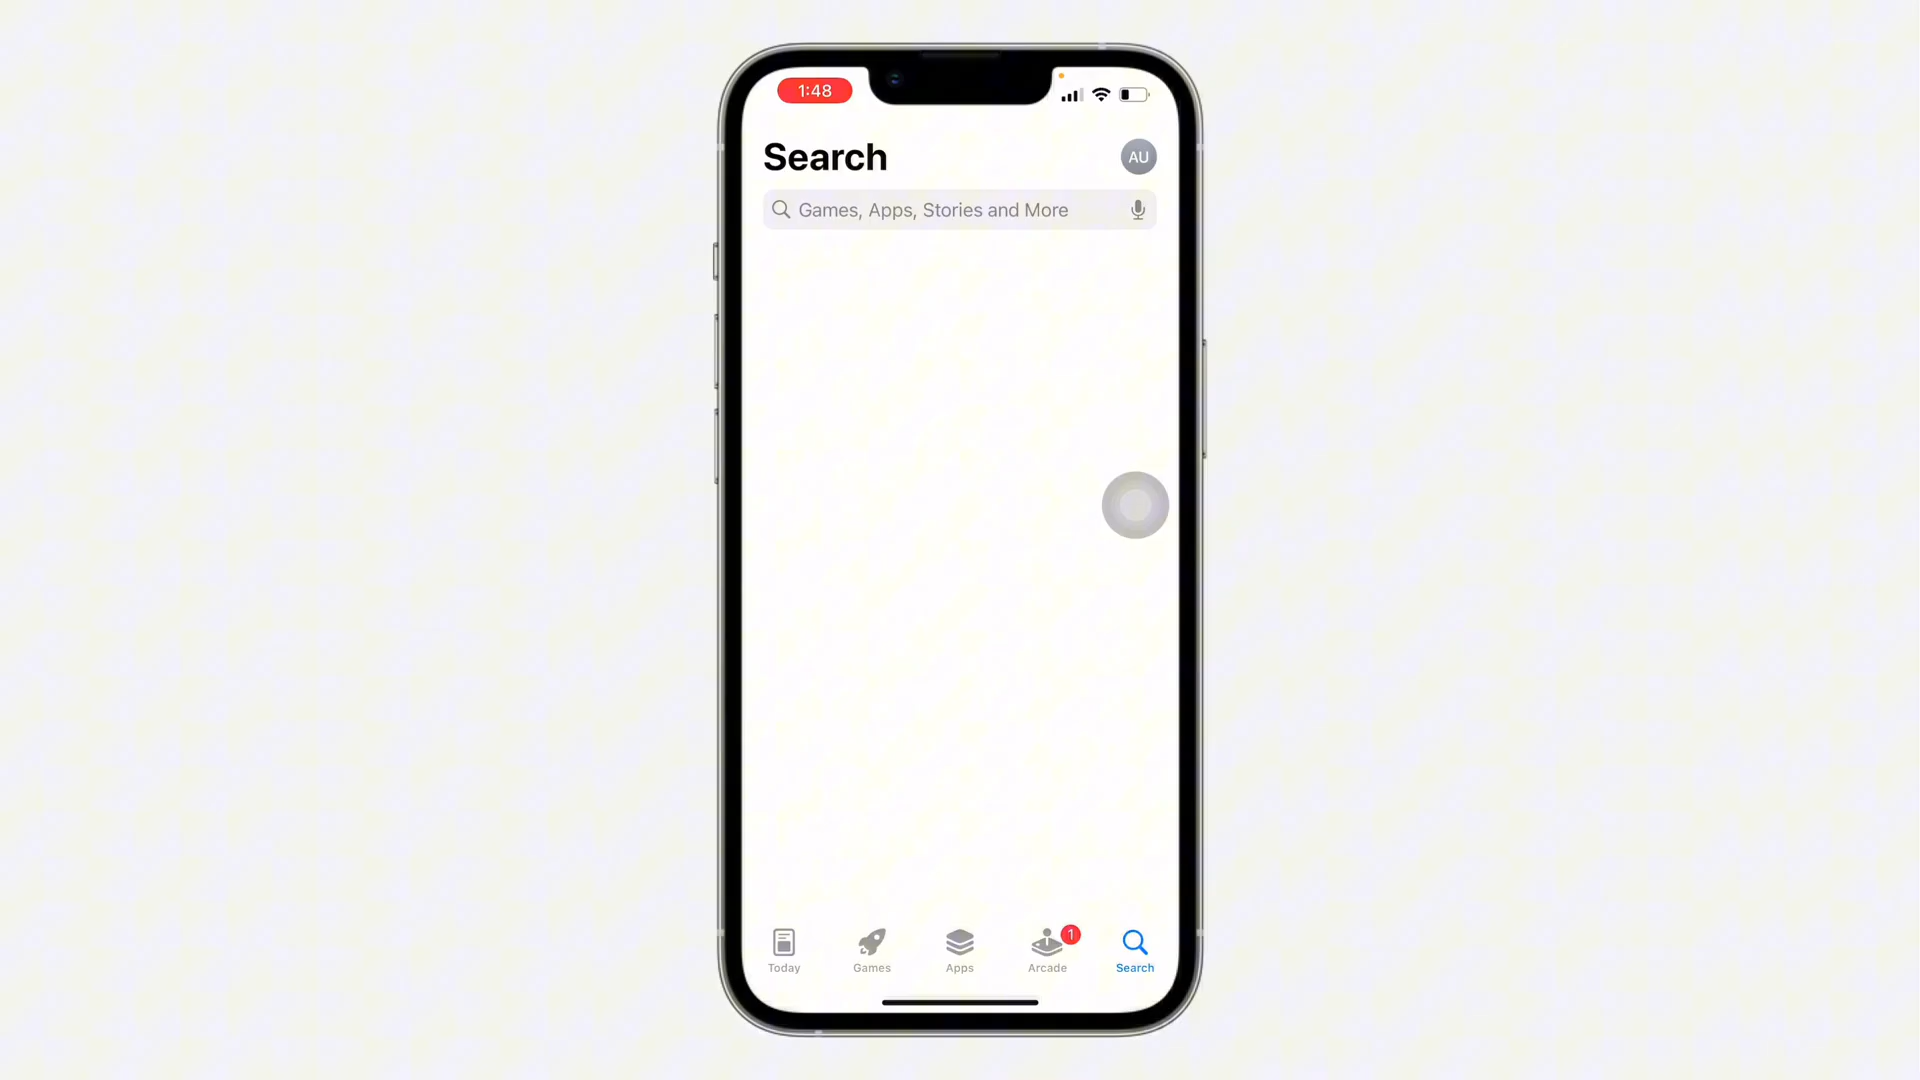 1:48
Search
AU
Games, Apps, Stories and More
1
Today
Games
Apps
Arcade
Search